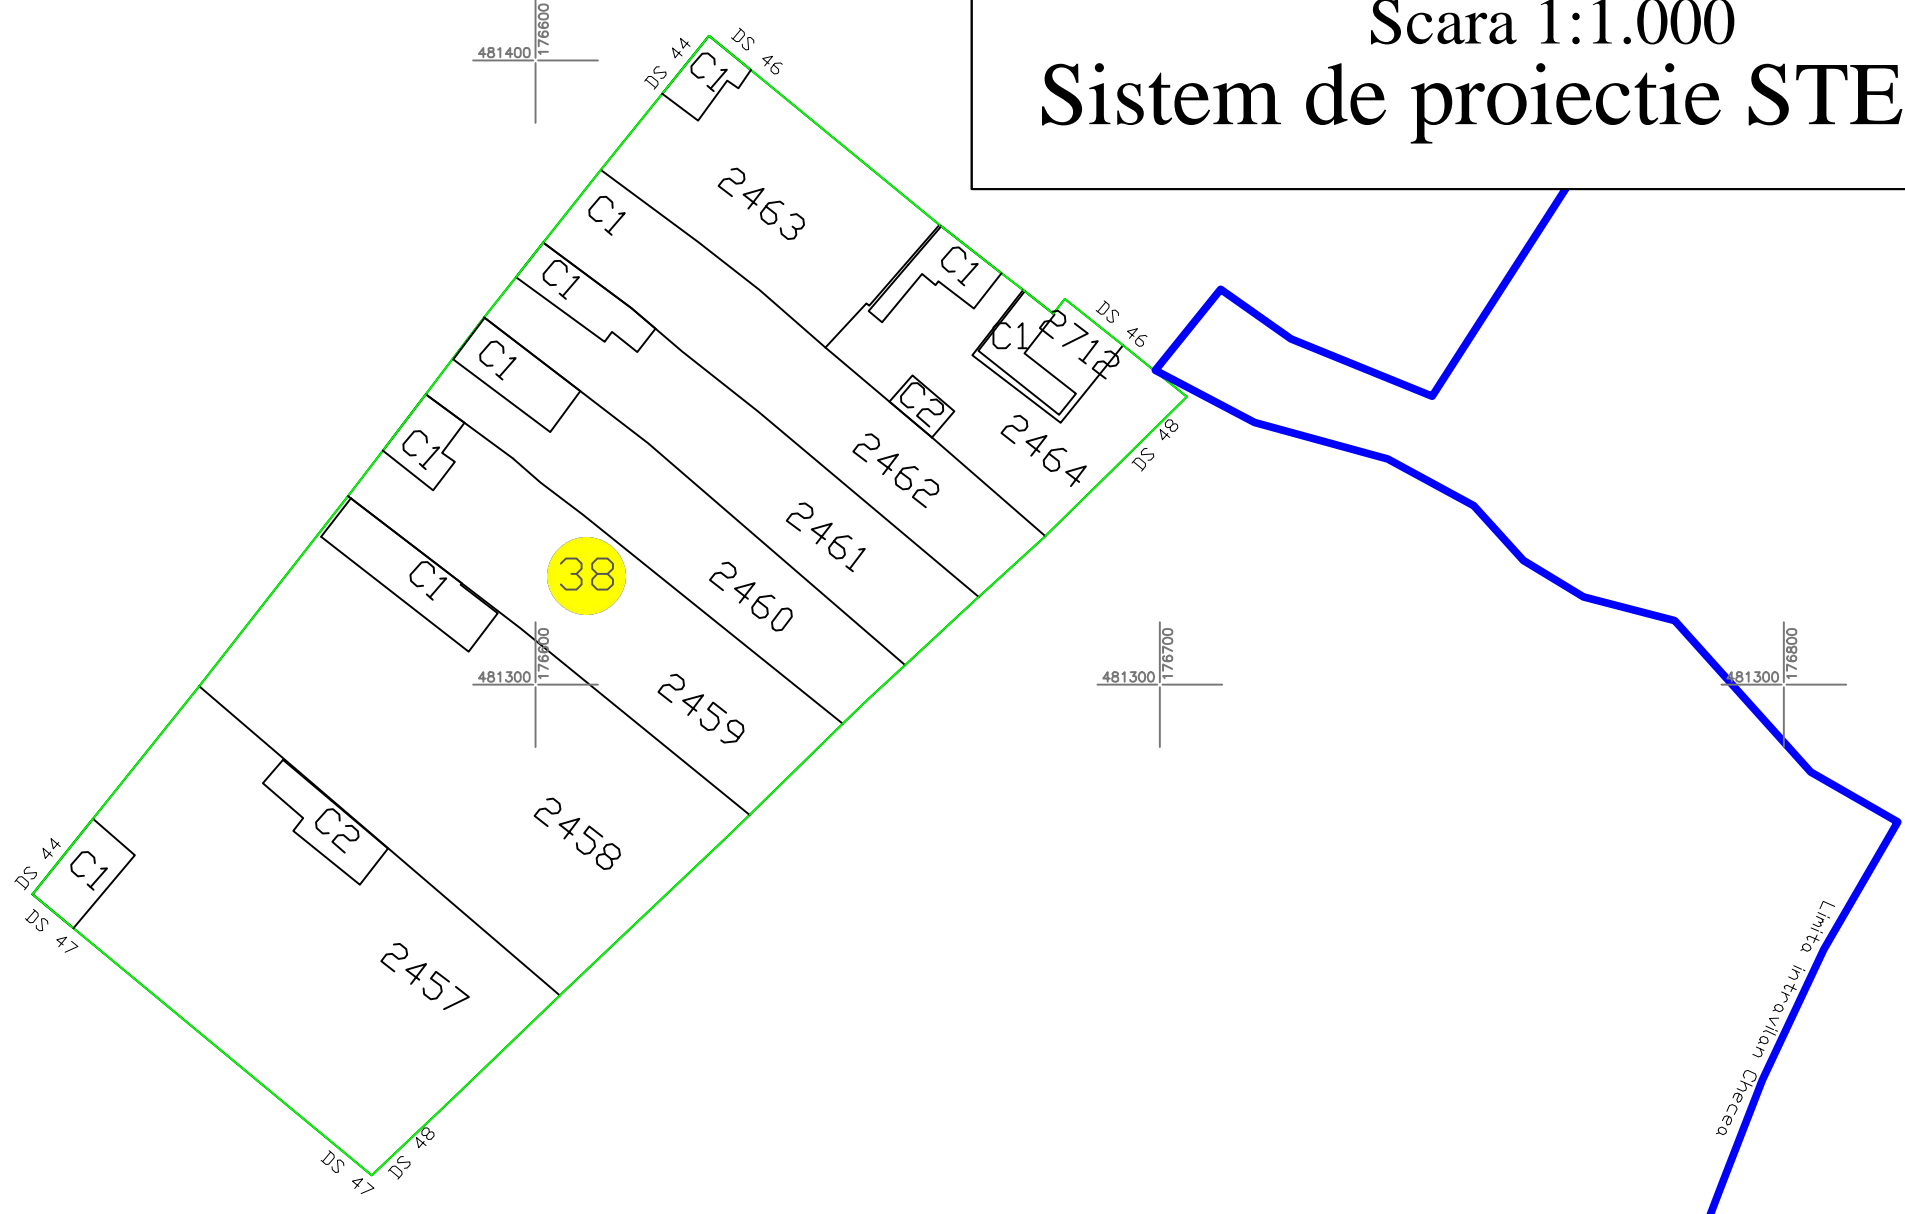 Scara 1:1.000
Sistem de proiectie STE
481400
176600
DS 44
DS 46
C1
2463
C1
C1
C1
DS 46
C1
2712
C1
C2
2464
DS 48
C1
2462
2461
38
C1
2460
481300
176600
2459
481300
176700
481300
176800
C2
2458
DS 44
C1
DS 47
2457
Limita intravilan Checea
DS 48
DS 47